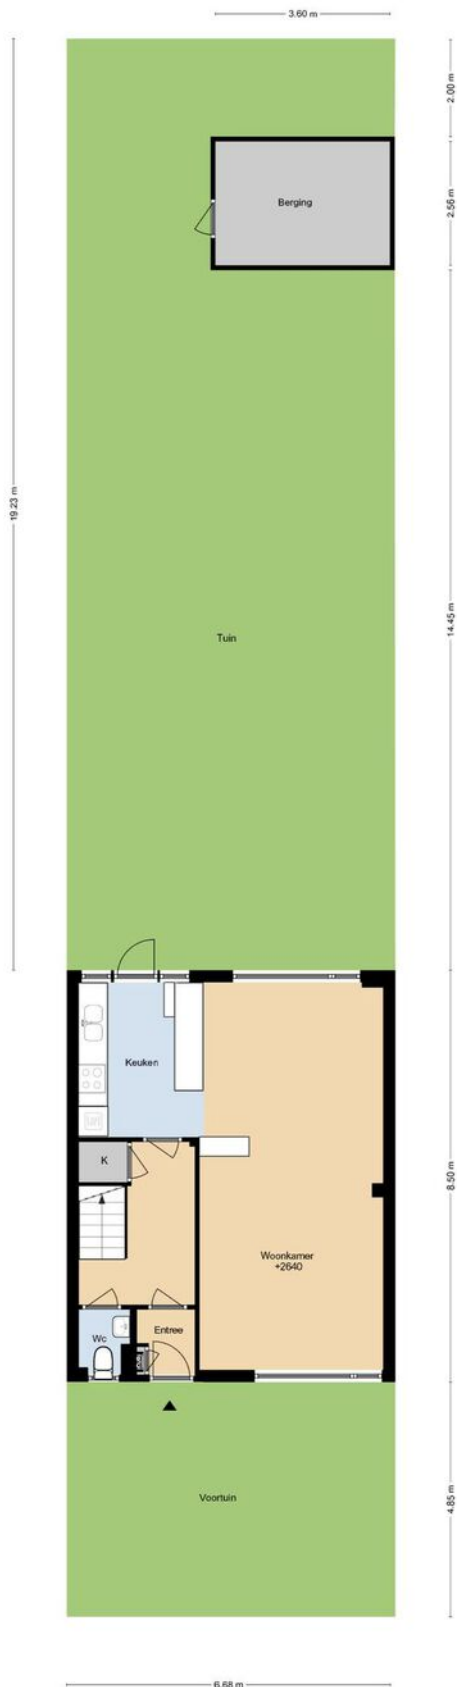 3.60 m
2.00 m
2.56 m
Berging
19.23 m
14.45 m
Tuin
Keuken
K
8.50 m
Woonkamer
+2640
Entree
Wc
4.85 m
Voortuin
6.68 m